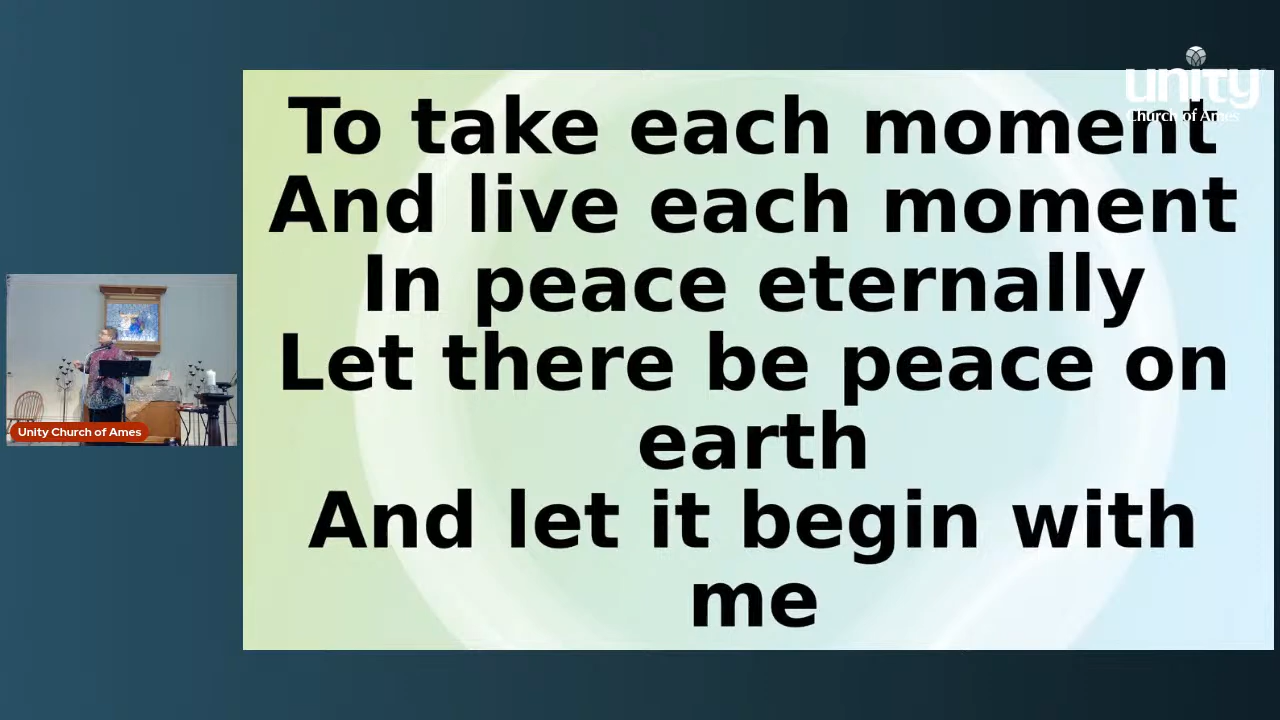 unity
Church of Ames
To take each moment
And live each moment
In peace eternally
Let there be peace on
earth
And let it begin with
me
Unity Church of Ames